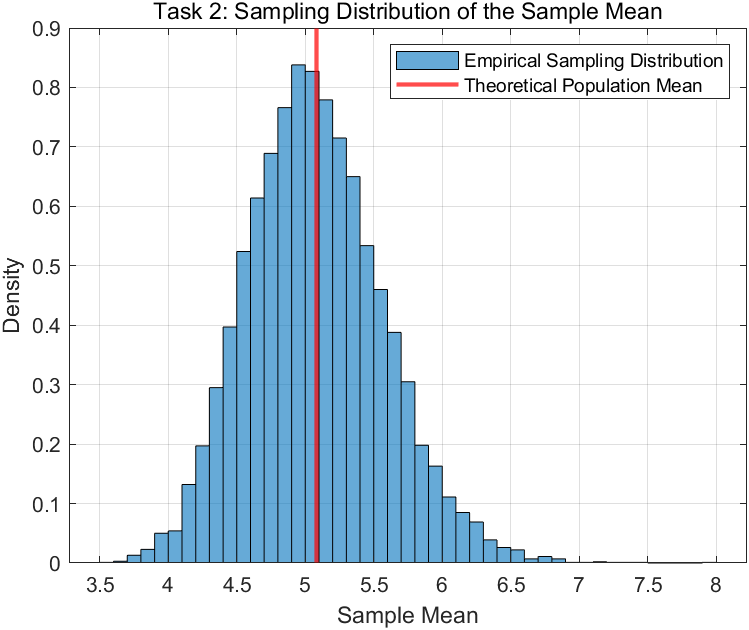 Task 2: Sampling Distribution of the Sample Mean
Empirical Sampling Distribution
Theoretical Population Mean
0.9
0.8
0.7
0.6
0.5
0.4
0.3
0.2
0.1
0
Density
3.5 4 4.5 5 5.5 6 6.5 7 7.5 8
Sample Mean